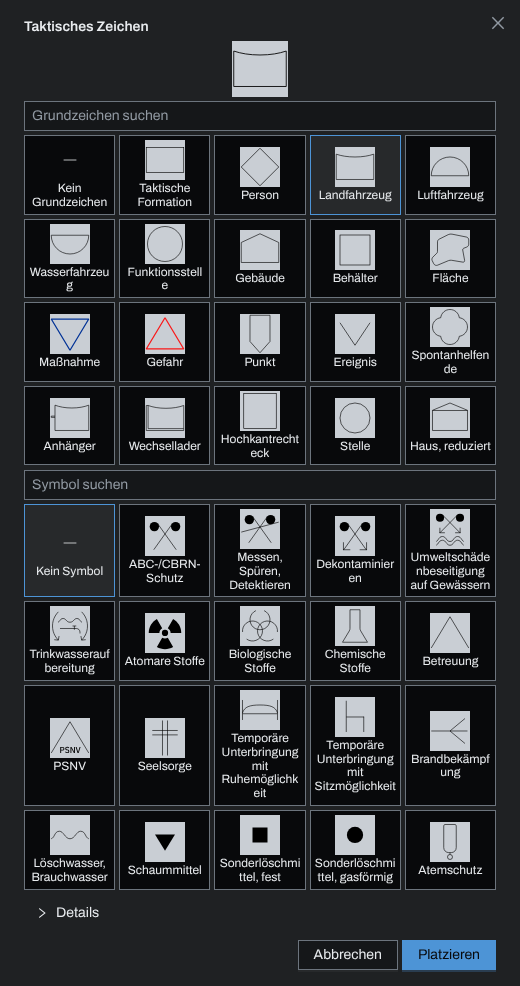 Taktisches Zeichen
Grundzeichen suchen
Kein
Grundzeichen
Taktische
Formation
Person
Landfahrzeug
Luftfahrzeug
Wasserfahrzeu
g
Funktionsstell
e
Gebäude
Behälter
Fläche
Maßnahme
Gefahr
Punkt
Ereignis
Spontanhelfen
de
Anhänger
Wechsellader
Hochkantrecht
eck
Stelle
Haus, reduziert
Symbol suchen
Kein Symbol
ABC-/CBRN-
Schutz
Messen,
Spüren,
Detektieren
Dekontaminier
en
Umweltschäde
nbeseitigung
auf Gewässern
Trinkwasserauf
bereitung
Atomare Stoffe
Biologische
Stoffe
Chemische
Stoffe
Betreuung
PSNV
PSNV
Seelsorge
Temporäre
Unterbringung
mit
Ruhemöglichk
eit
Temporäre
Unterbringung
mit
Sitzmöglichkeit
Brandbekämpf
ung
Löschwasser,
Brauchwasser
Schaummittel
Sonderlöschmi
ttel, fest
Sonderlöschmi
ttel, gasförmig
Atemschutz
Details
Abbrechen
Platzieren